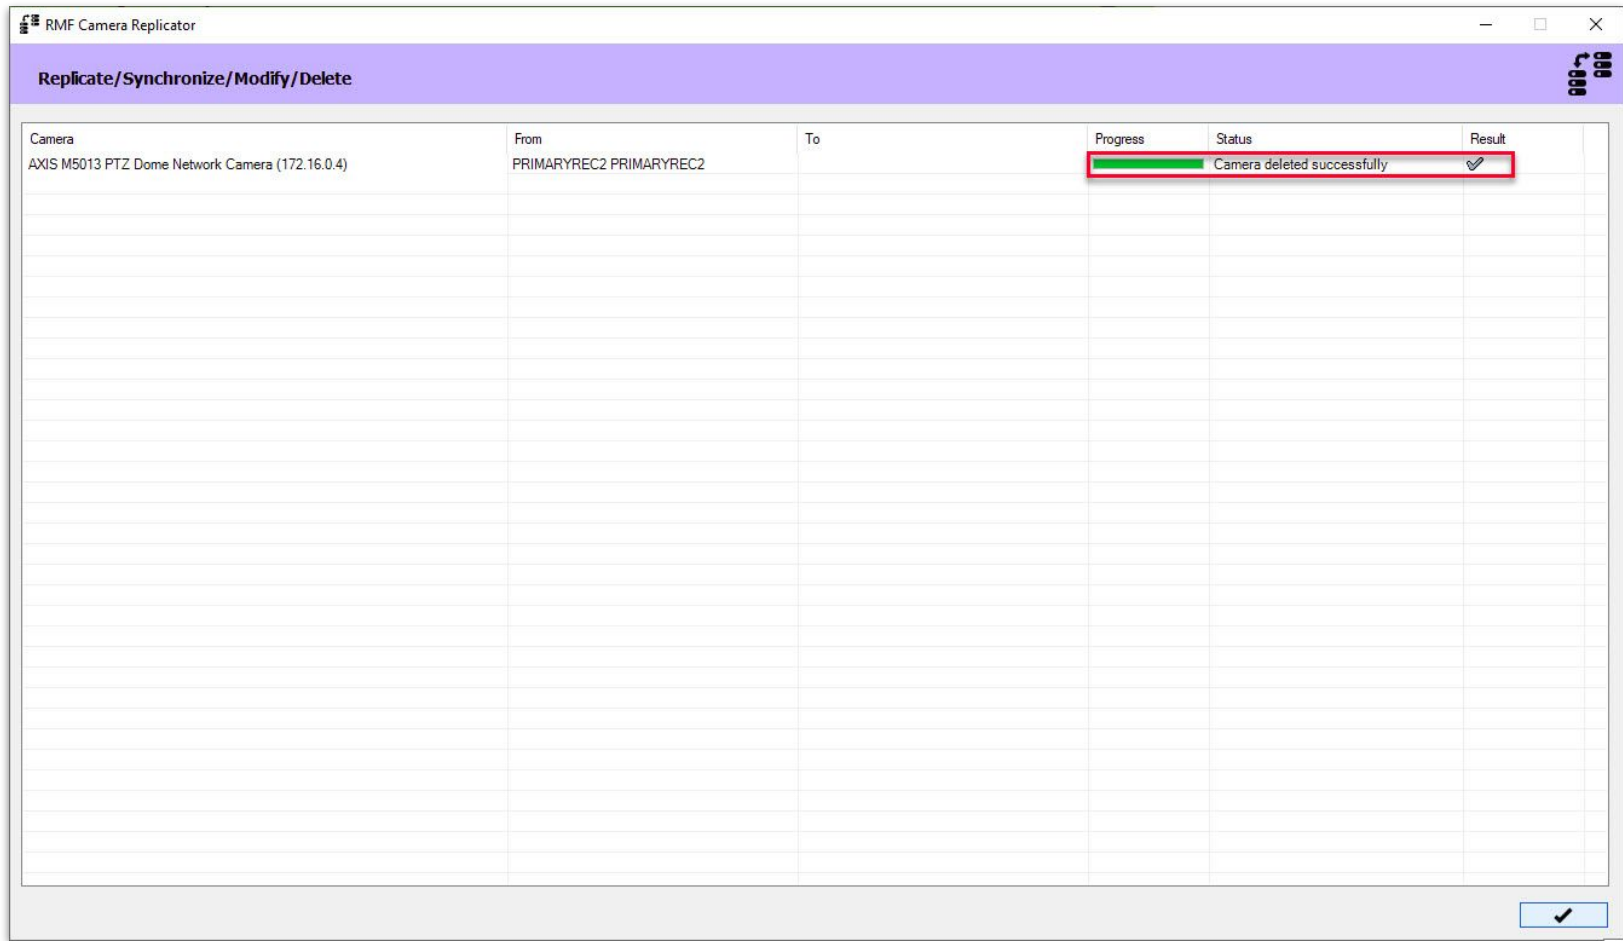 RMF Camera Replicator
Replicate/Synchronize/Modify/Delete
Camera From To Progress Status Result
AXIS M5013 PTZ Dome Network Camera (172.16.0.4) PRIMARYREC2 PRIMARYREC2 Camera deleted successfully